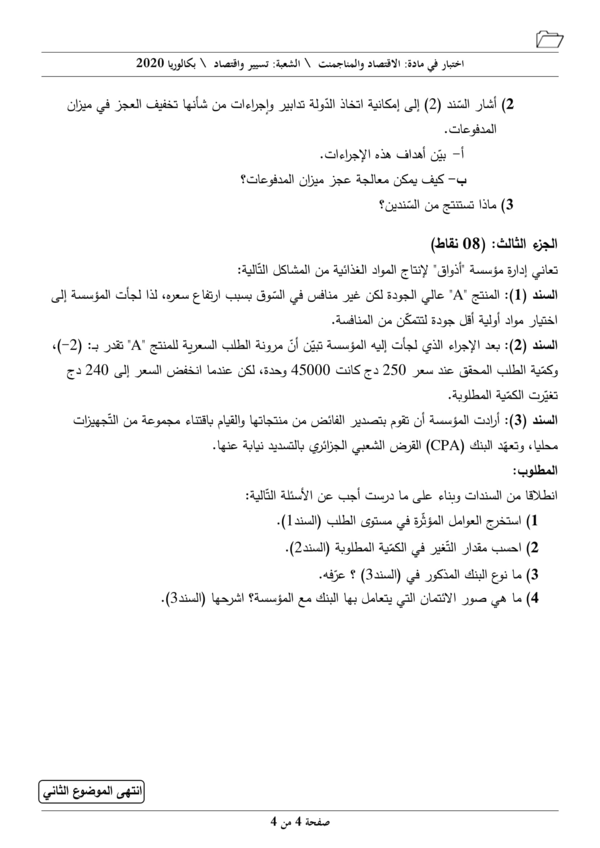 اختبار في مادة: الاقتصاد والمناجمنت \ الشعبة: تسيير واقتصاد \ بكالوريا 2020
2) أشار السّند (2) إلى إمكانية اتخاذ الدّولة تدابير وإجراءات من شأنها تخفيف العجز في ميزان
المدفوعات.
أ- بيّن أهداف هذه الإجراءات.
ب- كيف يمكن معالجة عجز ميزان المدفوعات؟
3) ماذا تستنتج من السّندين؟
الجزء الثالث: (08 نقاط)
تعاني إدارة مؤسسة "أذواق" لإنتاج المواد الغذائية من المشاكل التّالية:
السند (1): المنتج "A" عالي الجودة لكن غير منافس في السّوق بسبب ارتفاع سعره، لذا لجأت المؤسسة إلى
اختيار مواد أولية أقل جودة لتتمكّن من المنافسة.
السند (2): بعد الإجراء الذي لجأت إليه المؤسسة تبيّن أنّ مرونة الطلب السعرية للمنتج "A" تقدر بـ: (2-)،
وكمّية الطلب المحقق عند سعر 250 دج كانت 45000 وحدة، لكن عندما انخفض السعر إلى 240 دج
تغيّرت الكمّية المطلوبة.
السند (3): أرادت المؤسسة أن تقوم بتصدير الفائض من منتجاتها والقيام باقتناء مجموعة من التّجهيزات
محليا، وتعهّد البنك (CPA) القرض الشعبي الجزائري بالتسديد نيابة عنها.
المطلوب:
انطلاقا من السندات وبناء على ما درست أجب عن الأسئلة التّالية:
1) استخرج العوامل المؤثّرة في مستوى الطلب (السند1).
2) احسب مقدار التّغير في الكمّية المطلوبة (السند2).
3) ما نوع البنك المذكور في (السند3) ؟ عرّفه.
4) ما هي صور الائتمان التي يتعامل بها البنك مع المؤسسة؟ اشرحها (السند3).
انتهى الموضوع الثاني
صفحة 4 من 4